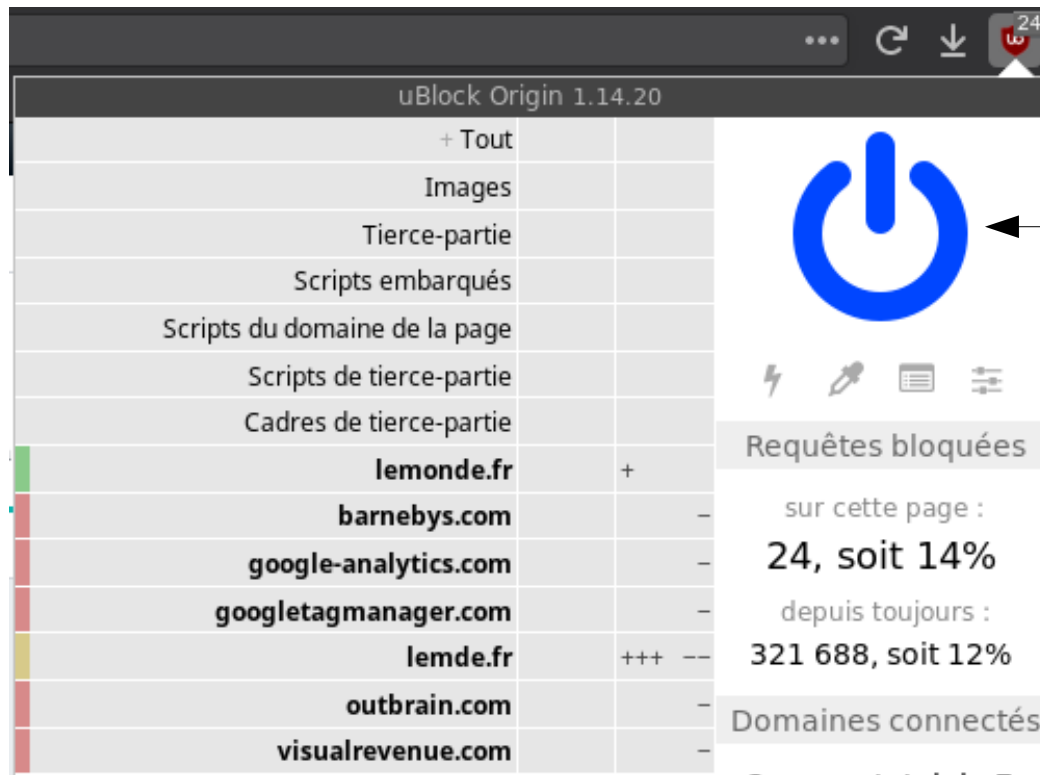 24
uBlock Origin 1.14.20
+ Tout
Images
Tierce-partie
Scripts embarqués
Scripts du domaine de la page
Scripts de tierce-partie
Cadres de tierce-partie
lemonde.fr +
barnebys.com −
google-analytics.com −
googletagmanager.com −
lemde.fr +++ −−
outbrain.com −
visualrevenue.com −
Requêtes bloquées
sur cette page :
24, soit 14%
depuis toujours :
321 688, soit 12%
Domaines connectés